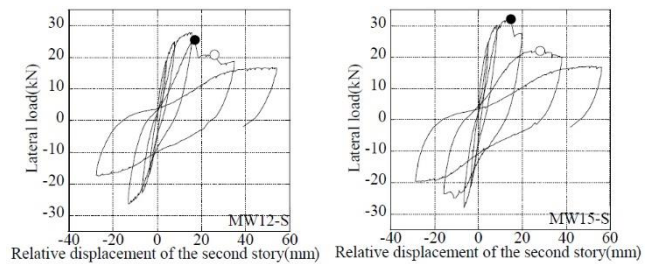 30
20
10
0
-10
-20
-30
Lateral load(kN)
MW12-S
-40 -20 0 20 40 60
Relative displacement of the second story(mm)
30
20
10
0
-10
-20
-30
Lateral load(kN)
MW15-S
-40 -20 0 20 40 60
Relative displacement of the second story(mm)